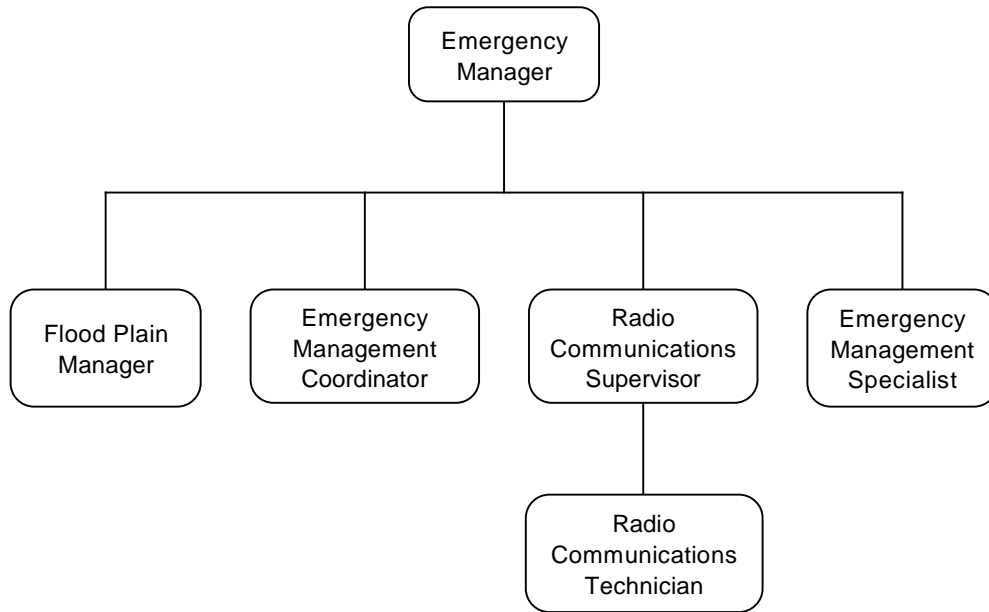 Emergency
Manager
Flood Plain
Manager
Emergency
Management
Coordinator
Radio
Communications
Supervisor
Emergency
Management
Specialist
Radio
Communications
Technician